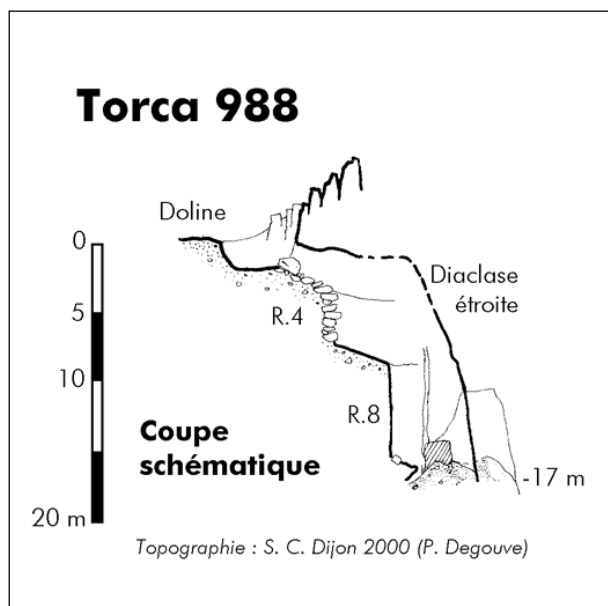 Torca 988
Doline
0
Diaclase
étroite
5
R.4
10
R.8
Coupe
schématique
-17 m
20 m
Topographie : S. C. Dijon 2000 (P. Degouve)